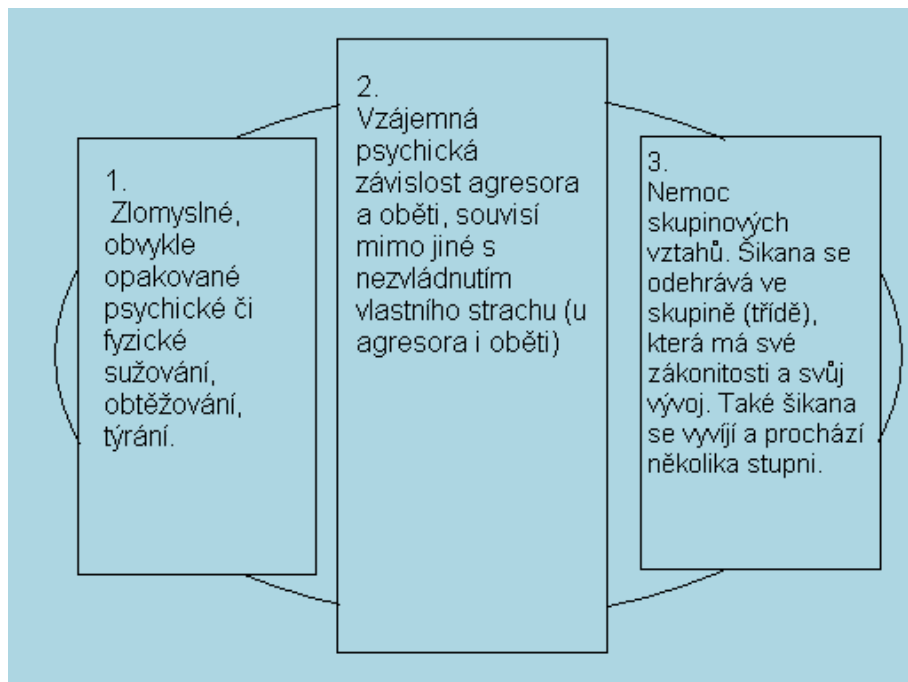 1.
Zlomyslné,
obvykle
opakované
psychické či
fyzické
sužování,
obtěžování,
týrání.
2.
Vzájemná
psychická
závislost agresora
a oběti, souvisí
mimo jiné s
nezvládnutím
vlastního strachu (u
agresora i oběti)
3.
Nemoc
skupinových
vztahů. Šikana se
odehrává ve
skupině (třídě),
která má své
zákonitosti a svůj
vývoj. Také šikana
se vyvíjí a prochází
několika stupni.